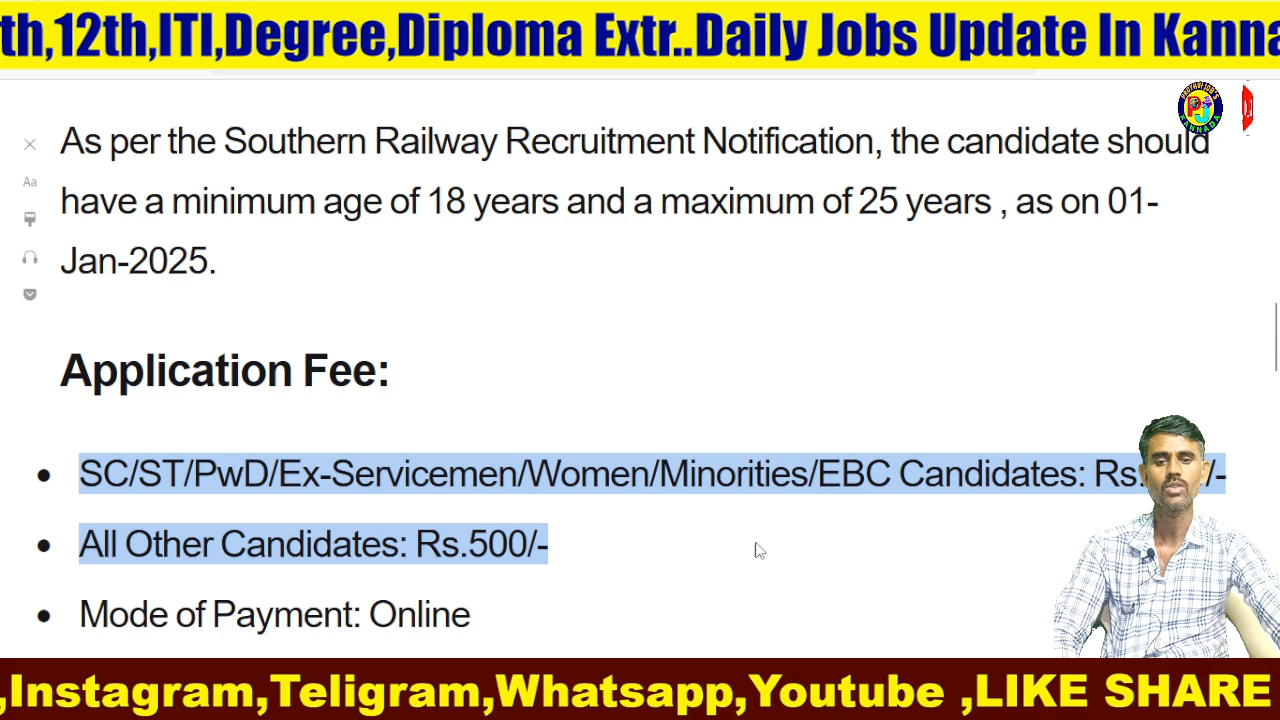 th,12th,ITI,Degree,Diploma Extr..Daily Jobs Update In Kanna
As per the Southern Railway Recruitment Notification, the candidate should
have a minimum age of 18 years and a maximum of 25 years , as on 01-
Jan-2025.
Aa
Application Fee:
• SC/ST/PwD/Ex-Servicemen/Women/Minorities/EBC Candidates: Rs. /-
• All Other Candidates: Rs.500/-
• Mode of Payment: Online
PJ
KANNADA
,Instagram,Teligram,Whatsapp,Youtube ,LIKE SHARE